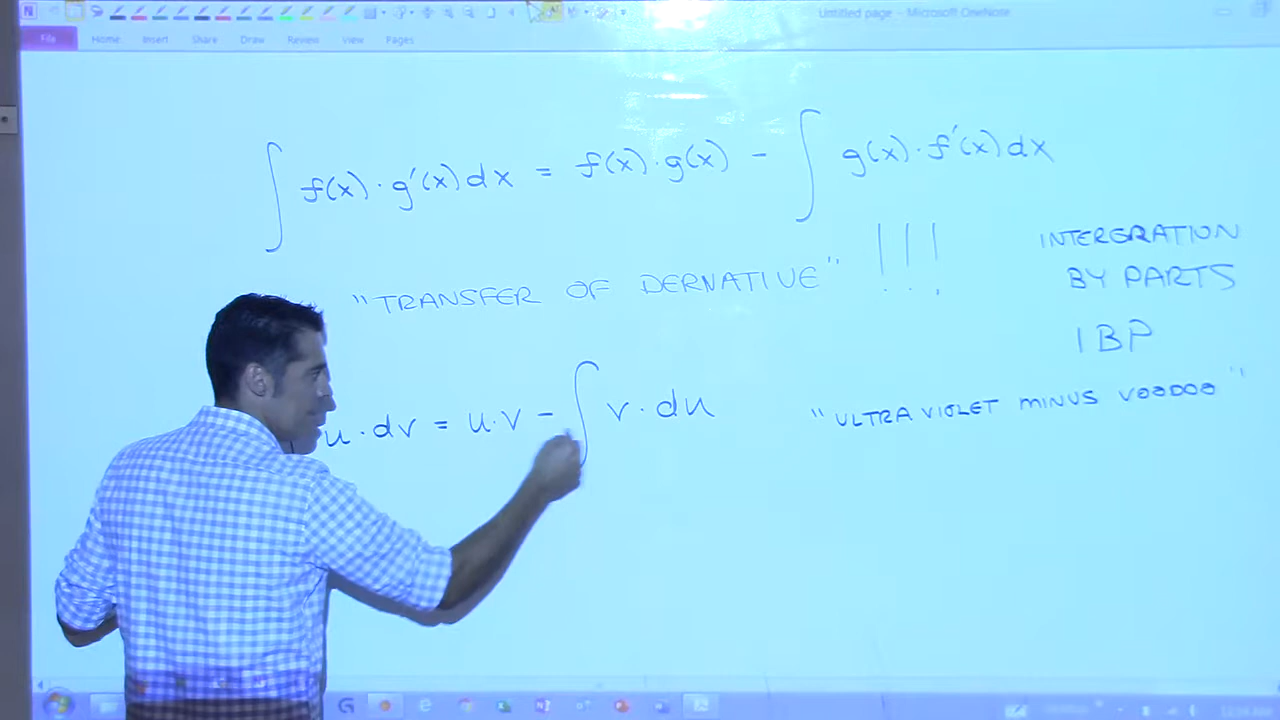 Untitled page - Microsoft OneNote
File Home Insert Share Draw Review View Pages
∫ f(x)·g'(x)dx = f(x)·g(x) - ∫ g(x)·f'(x)dx
"TRANSFER OF DERNATIVE" !!!
INTERGRATION
BY PARTS
IBP
u·dv = u·v - ∫ v·du
"ULTRA VIOLET MINUS VOODOO"